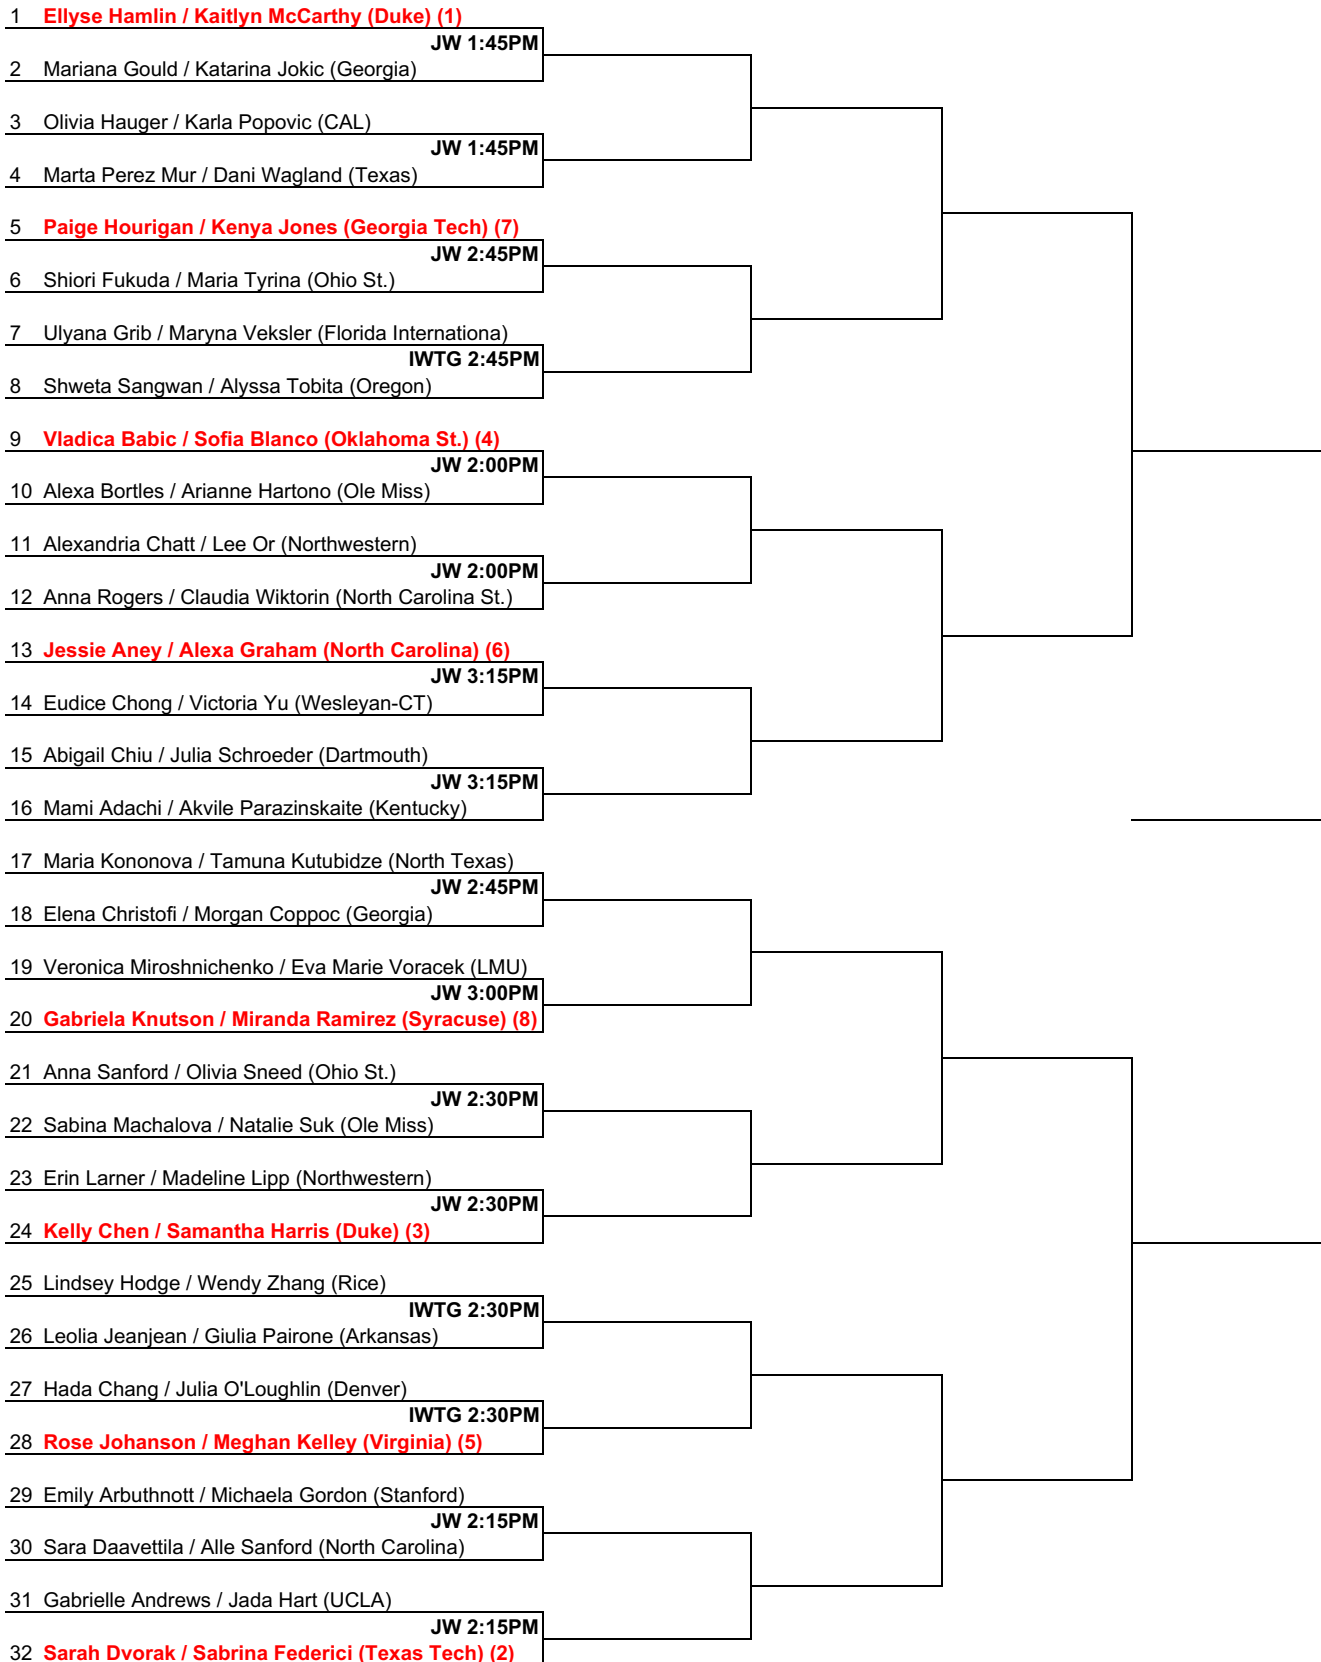 1 Ellyse Hamlin / Kaitlyn McCarthy (Duke) (1)
JW 1:45PM
2 Mariana Gould / Katarina Jokic (Georgia)
3 Olivia Hauger / Karla Popovic (CAL)
JW 1:45PM
4 Marta Perez Mur / Dani Wagland (Texas)
5 Paige Hourigan / Kenya Jones (Georgia Tech) (7)
JW 2:45PM
6 Shiori Fukuda / Maria Tyrina (Ohio St.)
7 Ulyana Grib / Maryna Veksler (Florida Internationa)
IWTG 2:45PM
8 Shweta Sangwan / Alyssa Tobita (Oregon)
9 Vladica Babic / Sofia Blanco (Oklahoma St.) (4)
JW 2:00PM
10 Alexa Bortles / Arianne Hartono (Ole Miss)
11 Alexandria Chatt / Lee Or (Northwestern)
JW 2:00PM
12 Anna Rogers / Claudia Wiktorin (North Carolina St.)
13 Jessie Aney / Alexa Graham (North Carolina) (6)
JW 3:15PM
14 Eudice Chong / Victoria Yu (Wesleyan-CT)
15 Abigail Chiu / Julia Schroeder (Dartmouth)
JW 3:15PM
16 Mami Adachi / Akvile Parazinskaite (Kentucky)
17 Maria Kononova / Tamuna Kutubidze (North Texas)
JW 2:45PM
18 Elena Christofi / Morgan Coppoc (Georgia)
19 Veronica Miroshnichenko / Eva Marie Voracek (LMU)
JW 3:00PM
20 Gabriela Knutson / Miranda Ramirez (Syracuse) (8)
21 Anna Sanford / Olivia Sneed (Ohio St.)
JW 2:30PM
22 Sabina Machalova / Natalie Suk (Ole Miss)
23 Erin Larner / Madeline Lipp (Northwestern)
JW 2:30PM
24 Kelly Chen / Samantha Harris (Duke) (3)
25 Lindsey Hodge / Wendy Zhang (Rice)
IWTG 2:30PM
26 Leolia Jeanjean / Giulia Pairone (Arkansas)
27 Hada Chang / Julia O'Loughlin (Denver)
IWTG 2:30PM
28 Rose Johanson / Meghan Kelley (Virginia) (5)
29 Emily Arbuthnott / Michaela Gordon (Stanford)
JW 2:15PM
30 Sara Daavettila / Alle Sanford (North Carolina)
31 Gabrielle Andrews / Jada Hart (UCLA)
JW 2:15PM
32 Sarah Dvorak / Sabrina Federici (Texas Tech) (2)